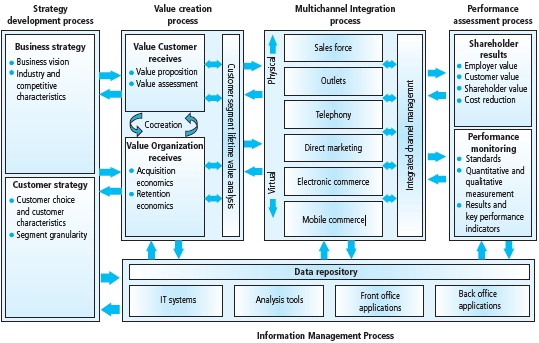 Strategy
development process
Value creation
process
Multichannel Integration
process
Performance
assessment process
Business strategy
Business vision
Industry and
competitive
characteristics
Customer strategy
Customer choice
and customer
characteristics
Segment granularity
Value Customer
receives
Value proposition
Value assessment
Cocreation
Value Organization
receives
Acquisition
economics
Retention
economics
Customer segment lifetime value analysis
Physical
Virtual
Sales force
Outlets
Telephony
Direct marketing
Electronic commerce
Mobile commerce
Integrated channel managemnt
Shareholder
results
Employer value
Customer value
Shareholder value
Cost reduction
Performance
monitoring
Standards
Quantitative and
qualitative
measurement
Results and
key performance
indicators
Data repository
IT systems
Analysis tools
Front office
applications
Back office
applications
Information Management Process